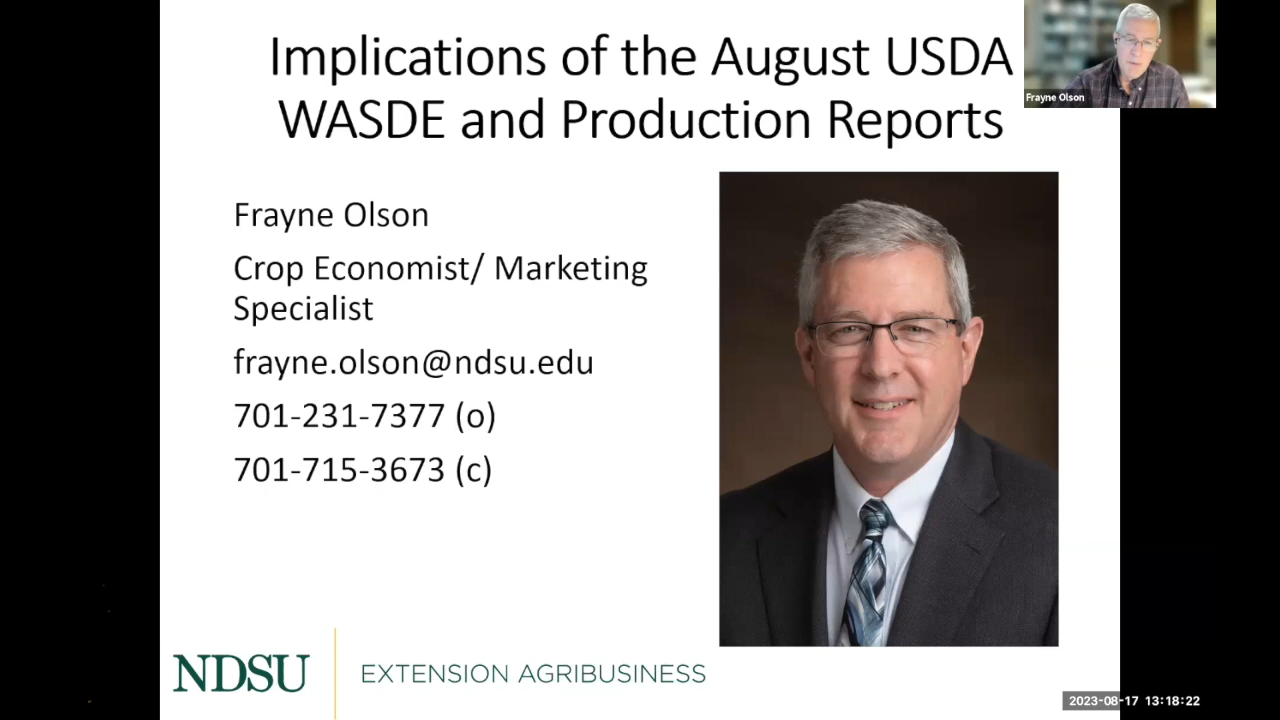 Implications of the August USDA
WASDE and Production Reports
Frayne Olson
Frayne Olson
Crop Economist/ Marketing
Specialist
frayne.olson@ndsu.edu
701-231-7377 (o)
701-715-3673 (c)
NDSU
EXTENSION AGRIBUSINESS
2023-08-17 13:18:22